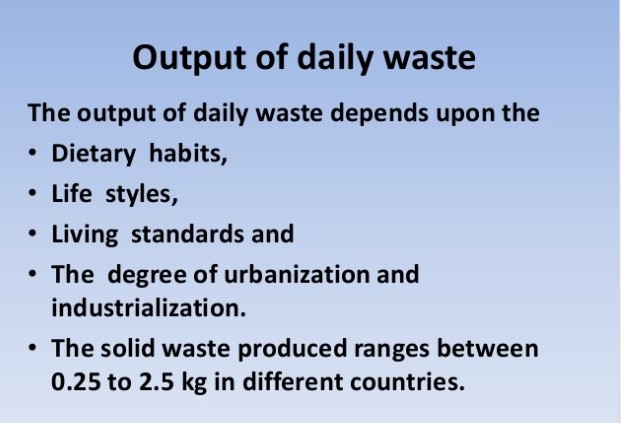 Output of daily waste
The output of daily waste depends upon the
• Dietary habits,
• Life styles,
• Living standards and
• The degree of urbanization and
industrialization.
• The solid waste produced ranges between
0.25 to 2.5 kg in different countries.